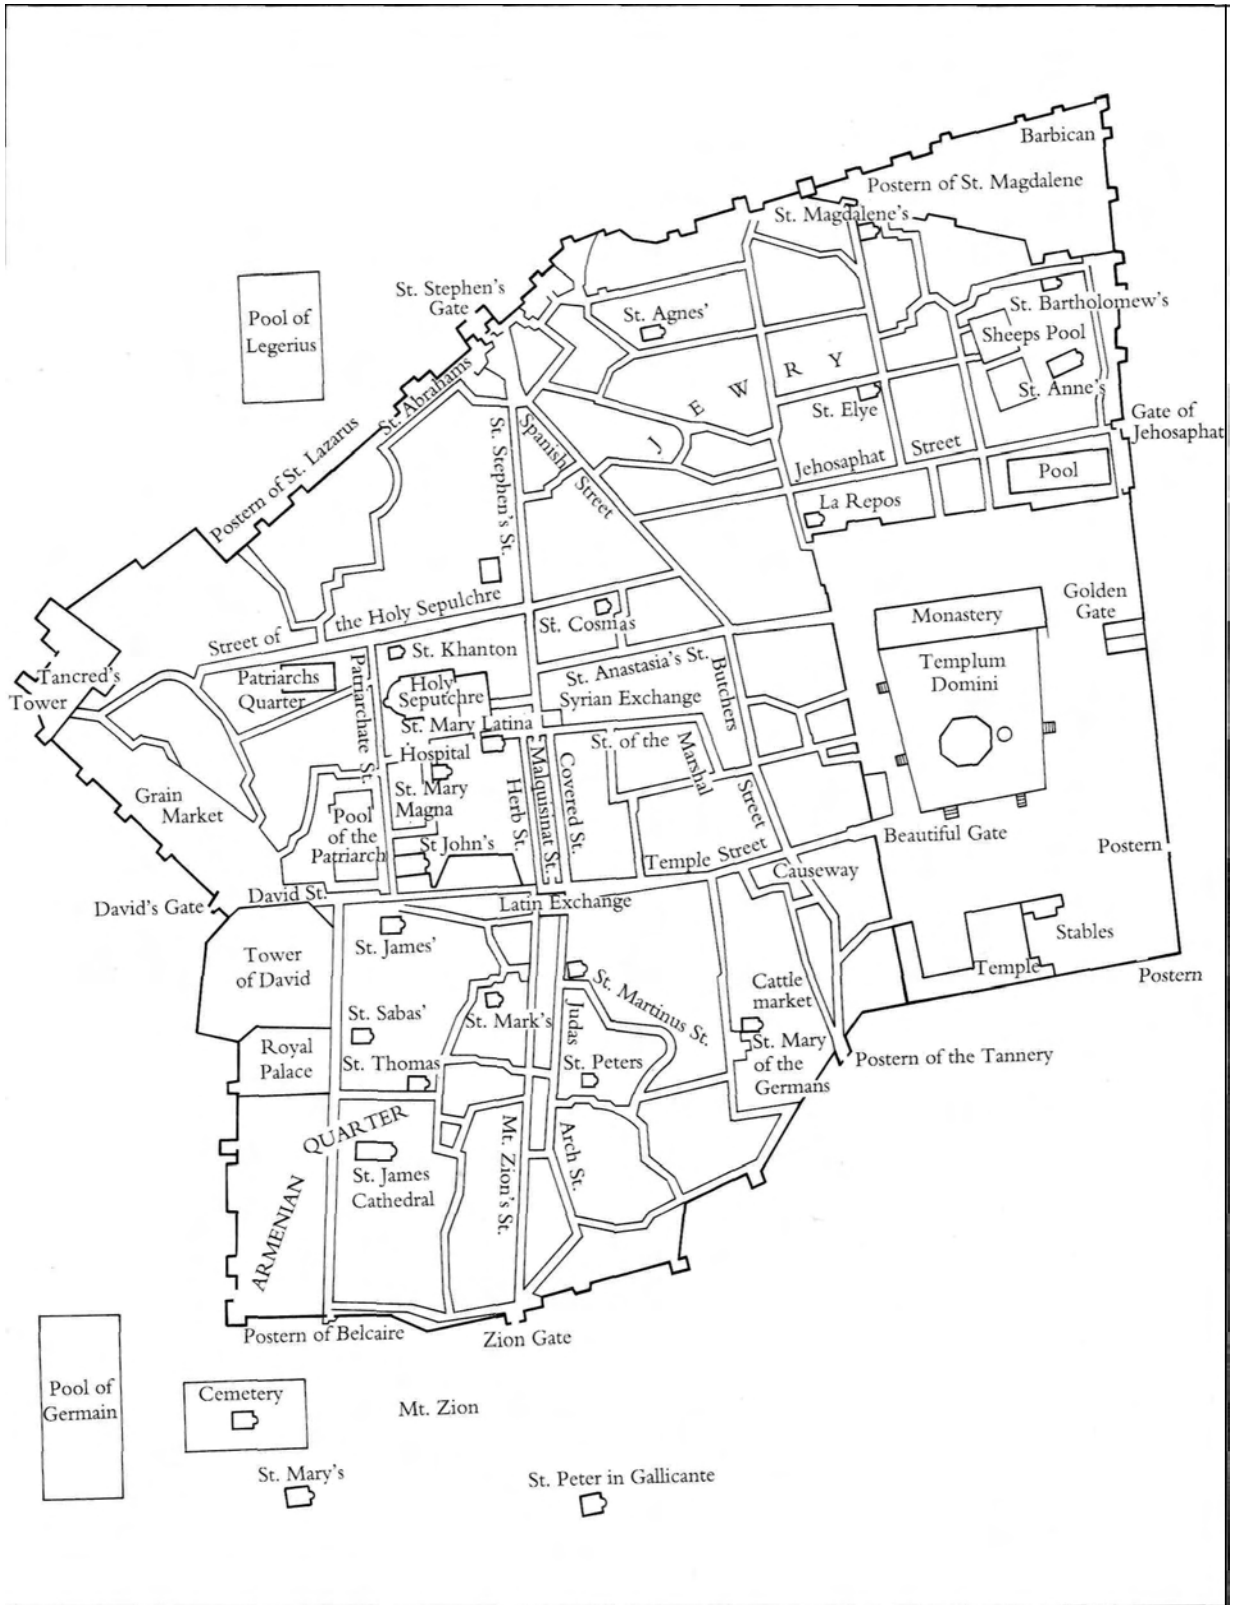 Barbican
Postern of St. Magdalene
St. Magdalene's
St. Stephen's
Gate
St. Bartholomew's
Pool of
Legerius
St. Agnes'
Sheeps Pool
J E W R Y
St. Abrahams
St. Anne's
St. Elye
Gate of
Jehosaphat
Postern of St. Lazarus
St. Stephen's St.
Spanish
Street
Jehosaphat
Street
Pool
La Repos
Street of
the Holy Sepulchre
St. Cosmas
Golden
Gate
Monastery
St. Khanton
St. Anastasia's St.
Butchers
Street
Templum
Domini
Tancred's
Tower
Patriarchs
Quarter
Patriarchate St.
Holy
Seputchre
Syrian Exchange
St. Mary Latina
St. of the
Marshal
Hospital
Malquisinat St.
Covered St.
Herb St.
Grain
Market
St. Mary
Magna
Pool
of the
Patriarch
St John's
Beautiful Gate
Temple Street
Postern
Causeway
David's Gate
David St.
Latin Exchange
St. James'
Tower
of David
Stables
Temple
Postern
Cattle
market
St. Martinus St.
St. Sabas'
St. Mark's
Judas
St. Mary
of the
Germans
Postern of the Tannery
Royal
Palace
St. Thomas
St. Peters
ARMENIAN
QUARTER
Mt. Zion's St.
Arch St.
St. James
Cathedral
Postern of Belcaire
Zion Gate
Pool of
Germain
Cemetery
Mt. Zion
St. Mary's
St. Peter in Gallicante